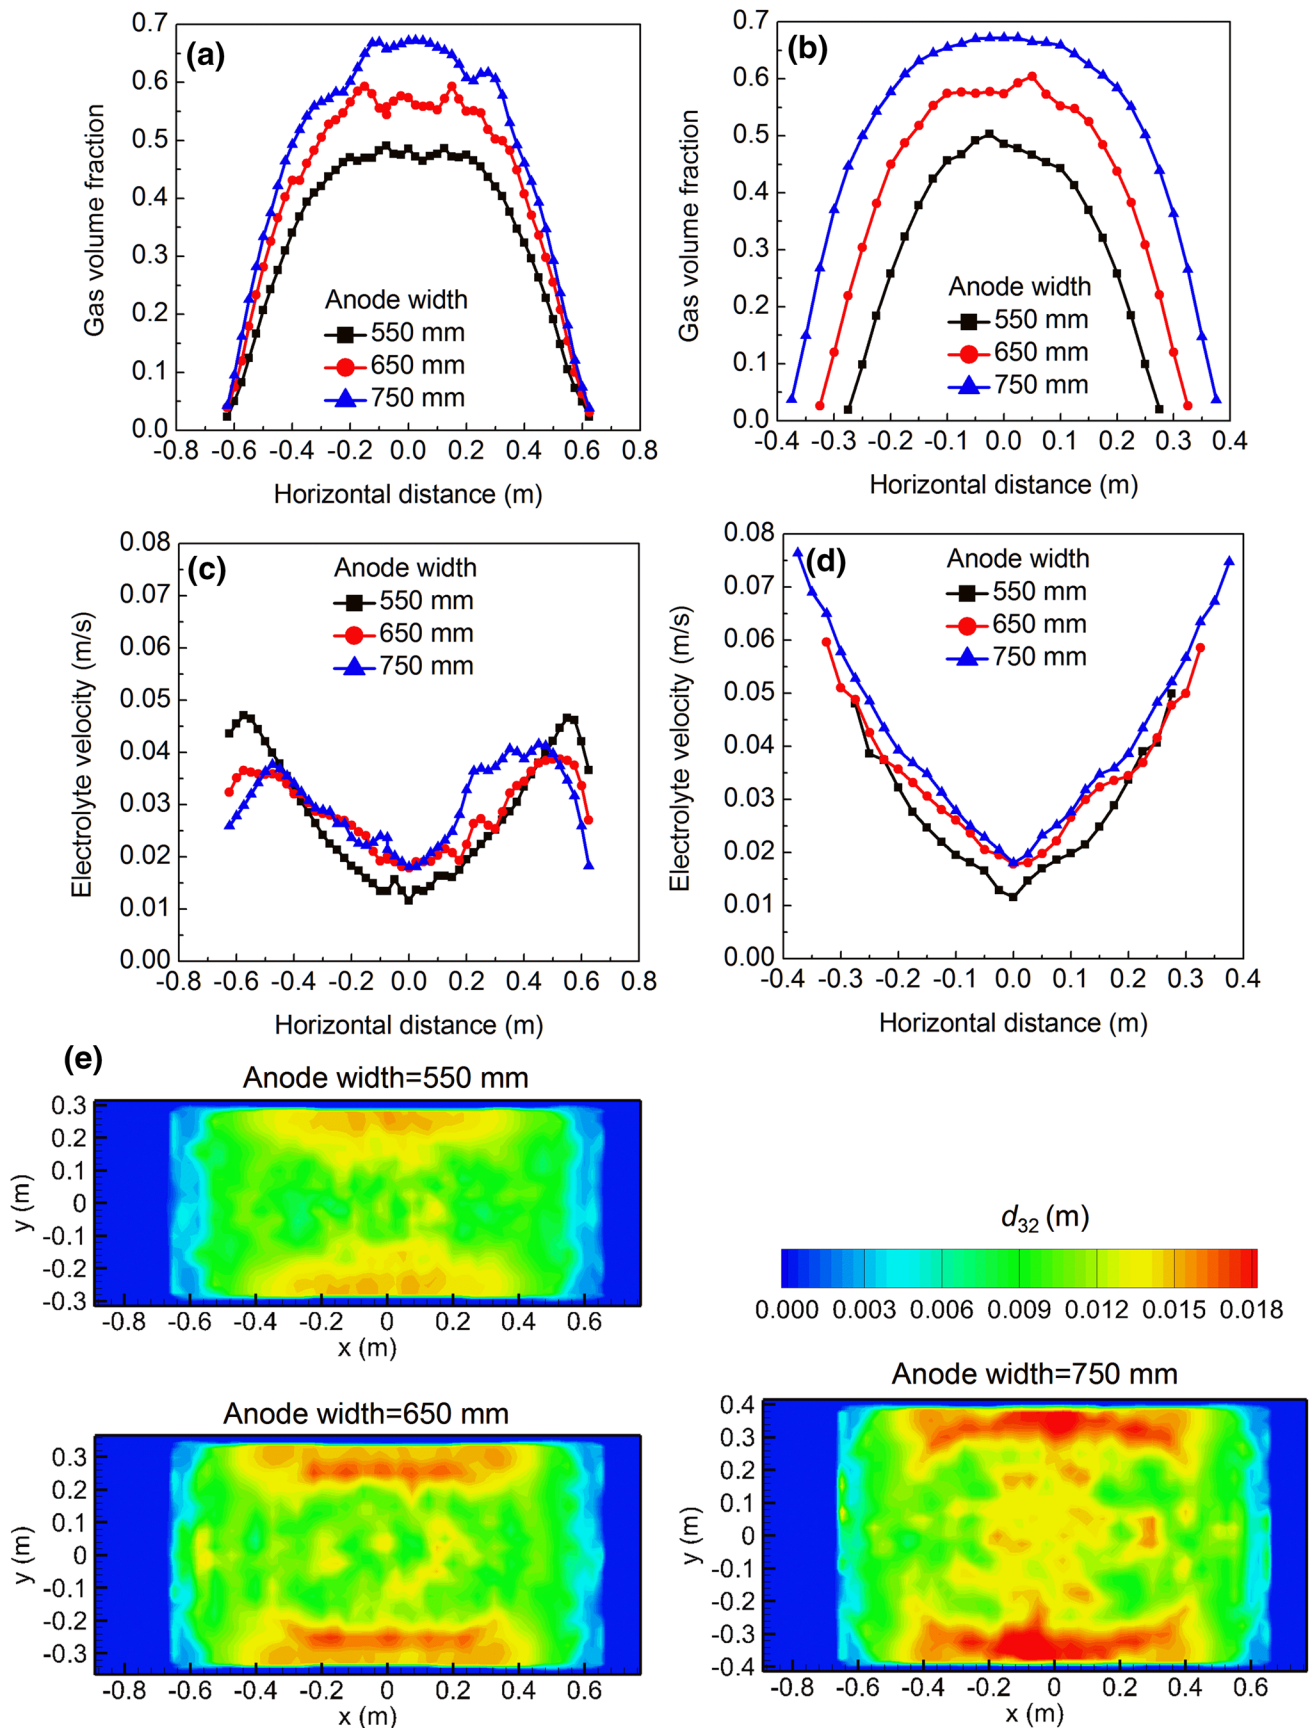 (a)
Gas volume fraction
0.7
0.6
0.5
0.4
0.3
0.2
0.1
0.0
Anode width
550 mm
650 mm
750 mm
-0.8 -0.6 -0.4 -0.2 0.0 0.2 0.4 0.6 0.8
Horizontal distance (m)
(b)
Gas volume fraction
0.7
0.6
0.5
0.4
0.3
0.2
0.1
0.0
Anode width
550 mm
650 mm
750 mm
-0.4 -0.3 -0.2 -0.1 0.0 0.1 0.2 0.3 0.4
Horizontal distance (m)
(c)
Electrolyte velocity (m/s)
0.08
0.07
0.06
0.05
0.04
0.03
0.02
0.01
0.00
Anode width
550 mm
650 mm
750 mm
-0.8 -0.6 -0.4 -0.2 0.0 0.2 0.4 0.6 0.8
Horizontal distance (m)
(d)
Electrolyte velocity (m/s)
0.08
0.07
0.06
0.05
0.04
0.03
0.02
0.01
0.00
Anode width
550 mm
650 mm
750 mm
-0.4 -0.3 -0.2 -0.1 0.0 0.1 0.2 0.3 0.4
Horizontal distance (m)
(e)
Anode width=550 mm
y (m)
0.3
0.2
0.1
0
-0.1
-0.2
-0.3
-0.8 -0.6 -0.4 -0.2 0 0.2 0.4 0.6
x (m)
d32 (m)
0.000 0.003 0.006 0.009 0.012 0.015 0.018
Anode width=650 mm
y (m)
0.3
0.2
0.1
0
-0.1
-0.2
-0.3
-0.8 -0.6 -0.4 -0.2 0 0.2 0.4 0.6
x (m)
Anode width=750 mm
y (m)
0.4
0.3
0.2
0.1
0
-0.1
-0.2
-0.3
-0.4
-0.8 -0.6 -0.4 -0.2 0 0.2 0.4 0.6
x (m)